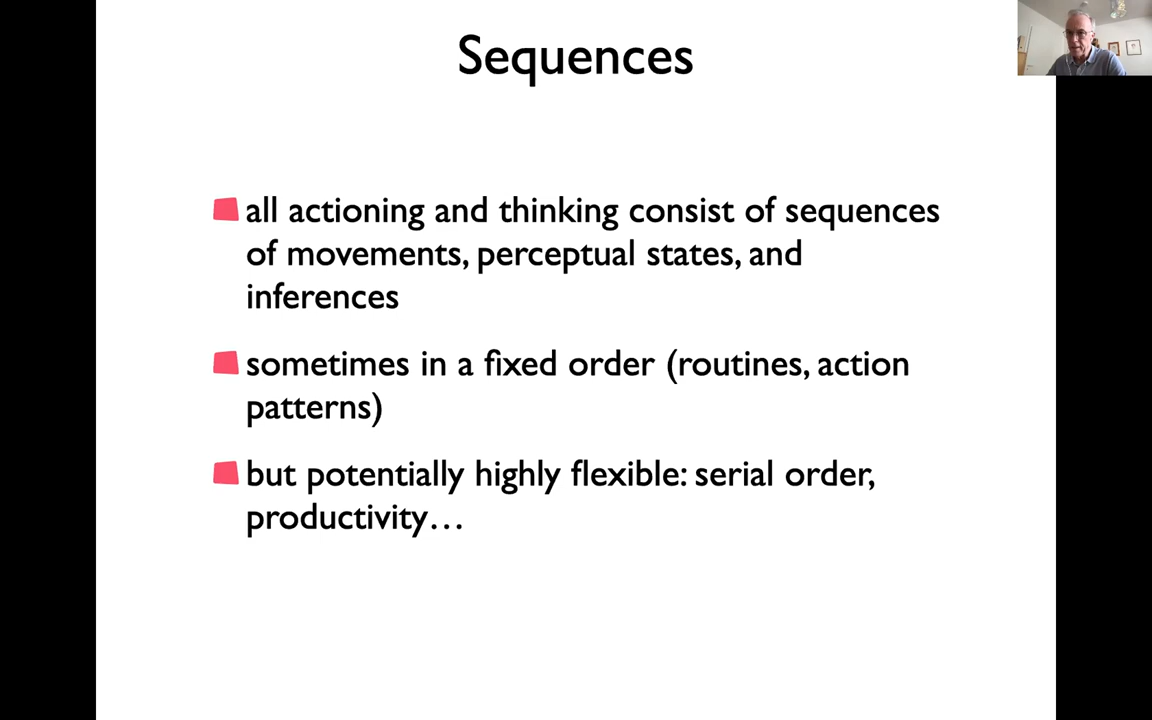 Sequences
all actioning and thinking consist of sequences
of movements, perceptual states, and
inferences
sometimes in a fixed order (routines, action
patterns)
but potentially highly flexible: serial order,
productivity…